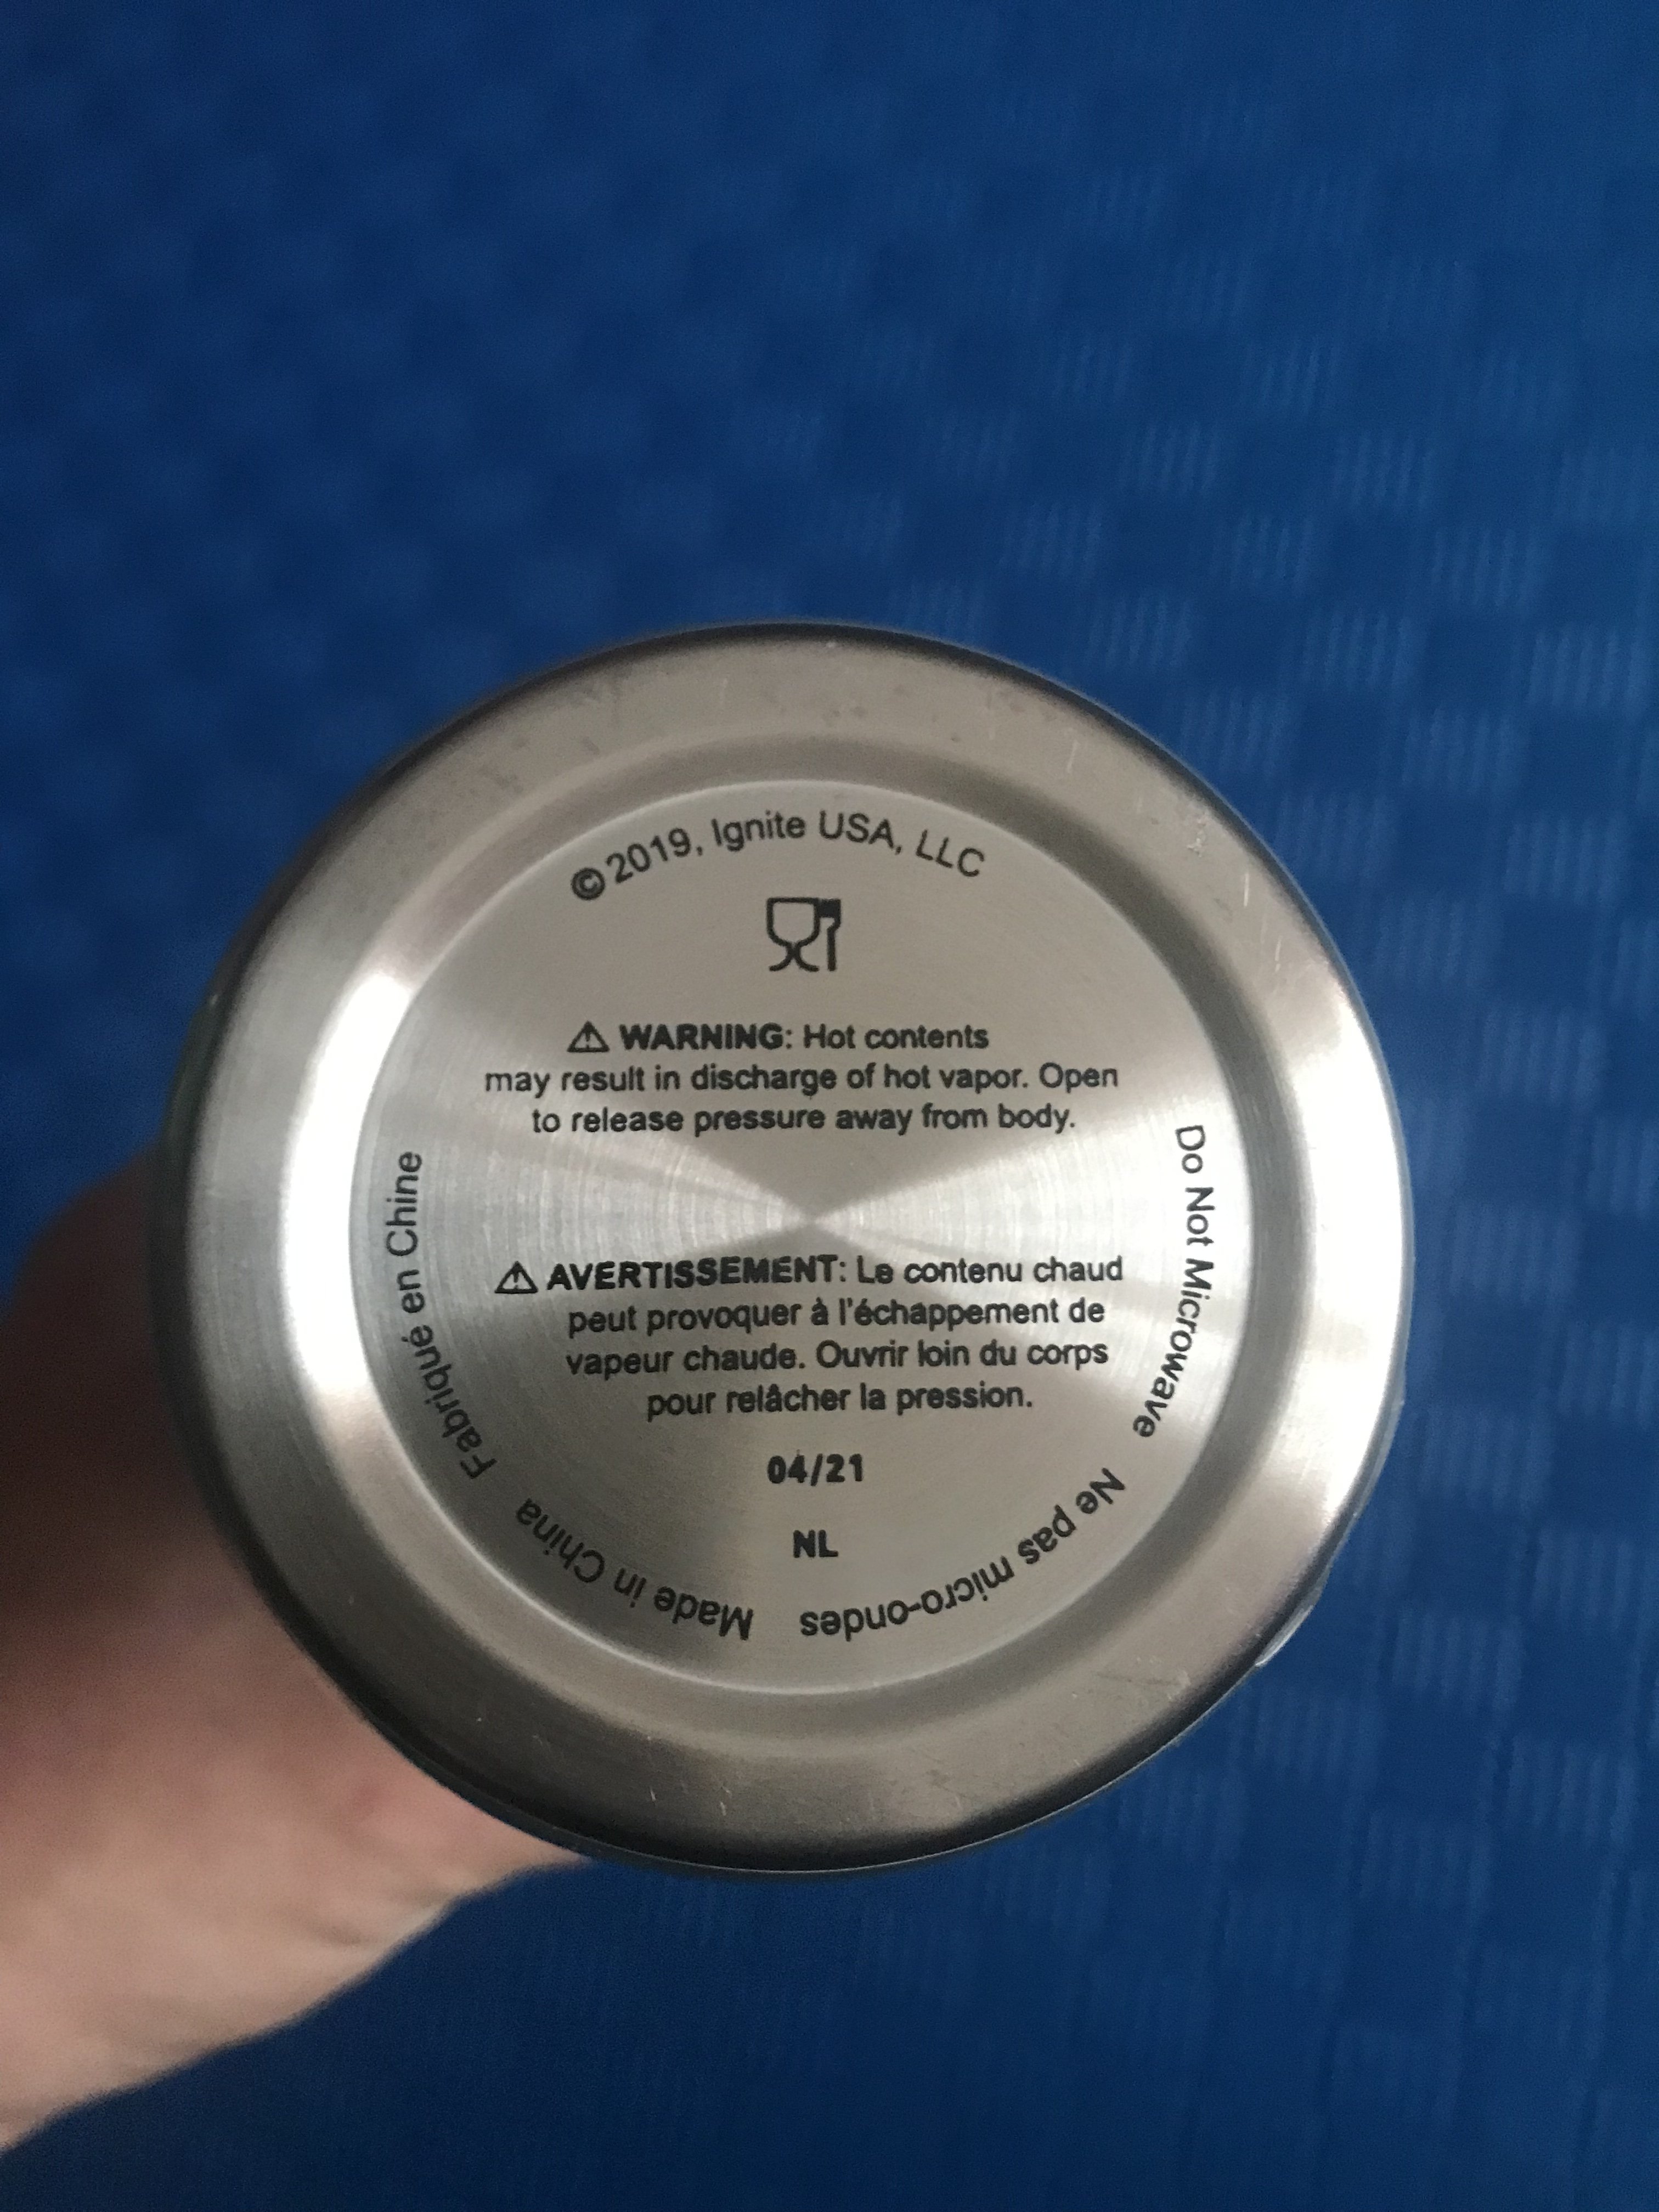 © 2019, Ignite USA, LLC
⚠ WARNING: Hot contents
may result in discharge of hot vapor. Open
to release pressure away from body.
⚠ AVERTISSEMENT: Le contenu chaud
peut provoquer à l'échappement de
vapeur chaude. Ouvrir loin du corps
pour relâcher la pression.
04/21
NL
Do Not Microwave
Ne pas micro-ondes
Made in China
Fabriqué en Chine